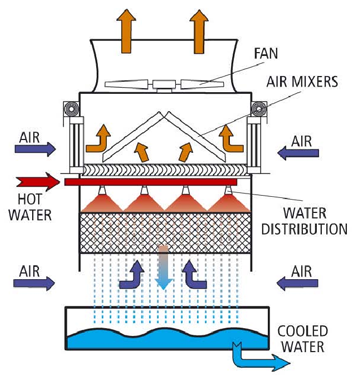 FAN
AIR MIXERS
AIR
AIR
HOT
WATER
WATER
DISTRIBUTION
AIR
AIR
COOLED
WATER